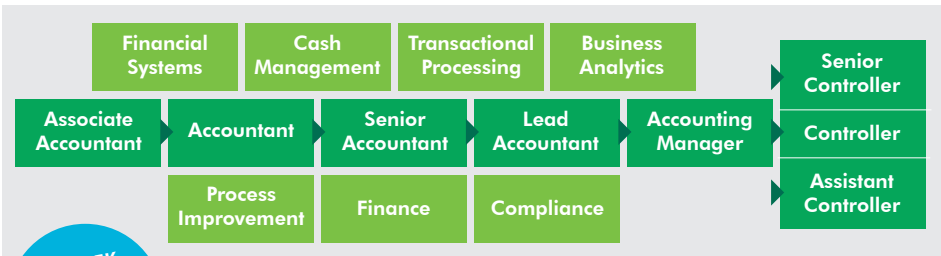 Financial
Systems
Cash
Management
Transactional
Processing
Business
Analytics
Associate
Accountant
Accountant
Senior
Accountant
Lead
Accountant
Accounting
Manager
Senior
Controller
Controller
Assistant
Controller
Process
Improvement
Finance
Compliance